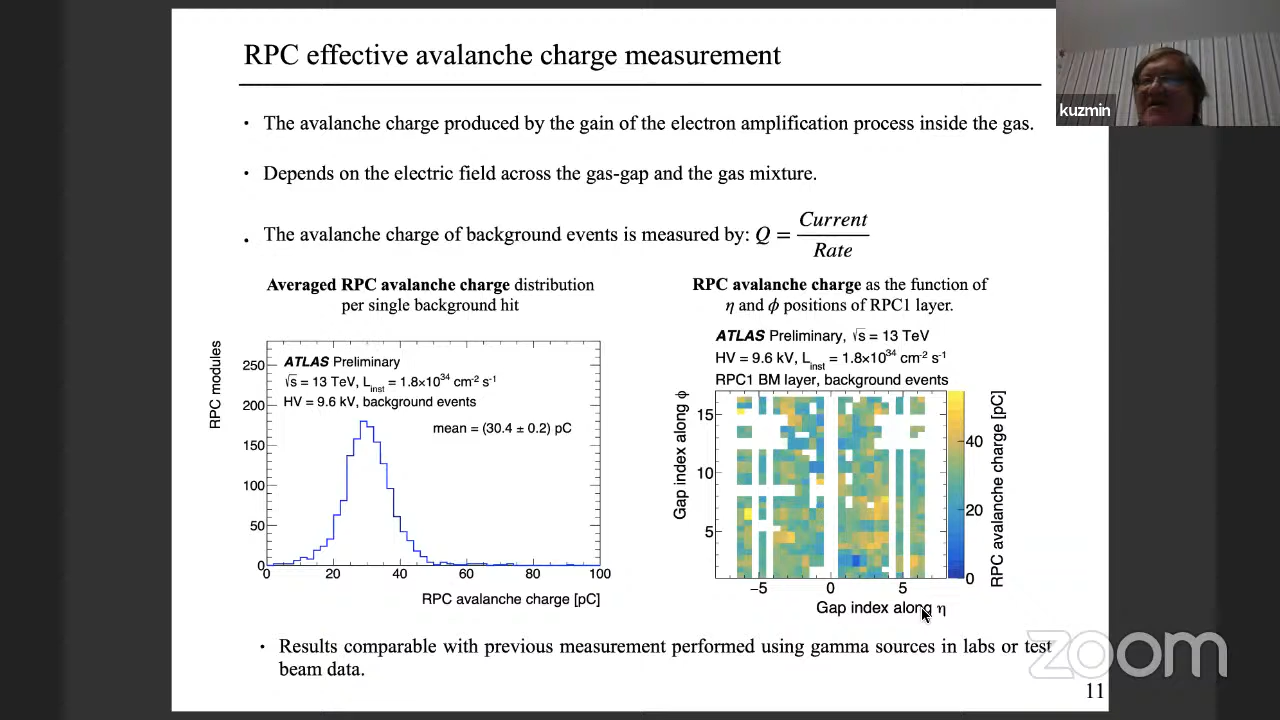 RPC effective avalanche charge measurement
kuzmin
• The avalanche charge produced by the gain of the electron amplification process inside the gas.
• Depends on the electric field across the gas-gap and the gas mixture.
• The avalanche charge of background events is measured by: Q = Current / Rate
Averaged RPC avalanche charge distribution
per single background hit
RPC modules
250
200
150
100
50
0
ATLAS Preliminary
√s = 13 TeV, Linst = 1.8×10^34 cm-2 s-1
HV = 9.6 kV, background events
mean = (30.4 ± 0.2) pC
0 20 40 60 80 100
RPC avalanche charge [pC]
RPC avalanche charge as the function of
η and ϕ positions of RPC1 layer.
ATLAS Preliminary, √s = 13 TeV
HV = 9.6 kV, Linst = 1.8×10^34 cm-2 s-1
RPC1 BM layer, background events
Gap index along ϕ
15
10
5
−5 0 5
Gap index along η
40
20
0
RPC avalanche charge [pC]
• Results comparable with previous measurement performed using gamma sources in labs or test
beam data.
zoom
11